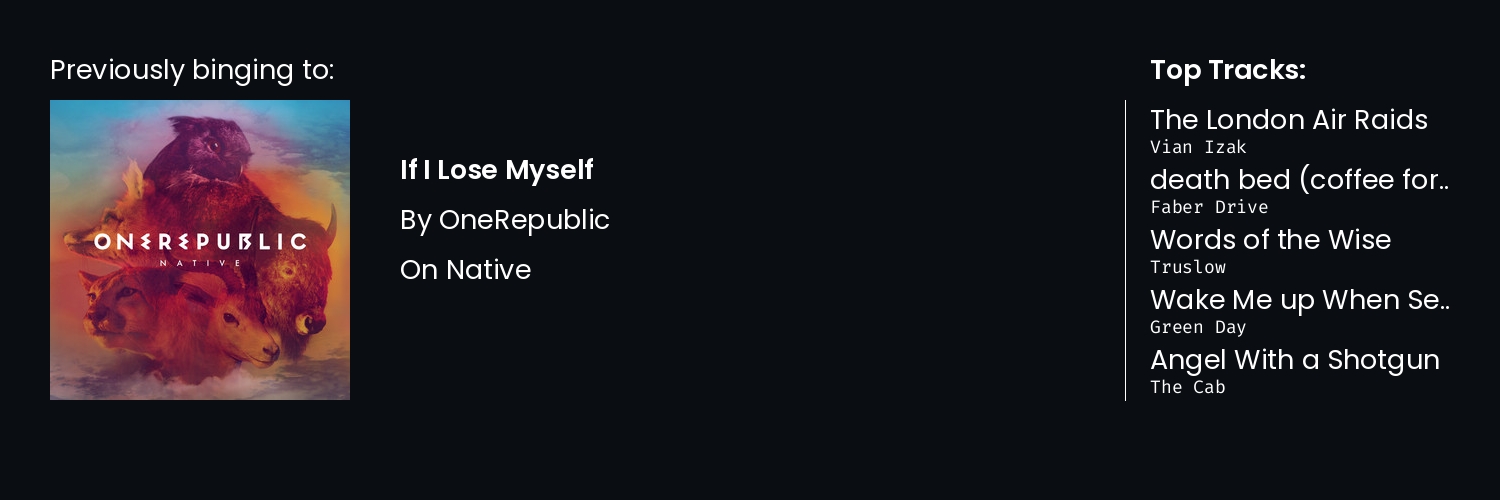 Previously binging to:
ONEREPUBLIC
NATIVE
If I Lose Myself
By OneRepublic
On Native
Top Tracks:
The London Air Raids
Vian Izak
death bed (coffee for..
Faber Drive
Words of the Wise
Truslow
Wake Me up When Se..
Green Day
Angel With a Shotgun
The Cab